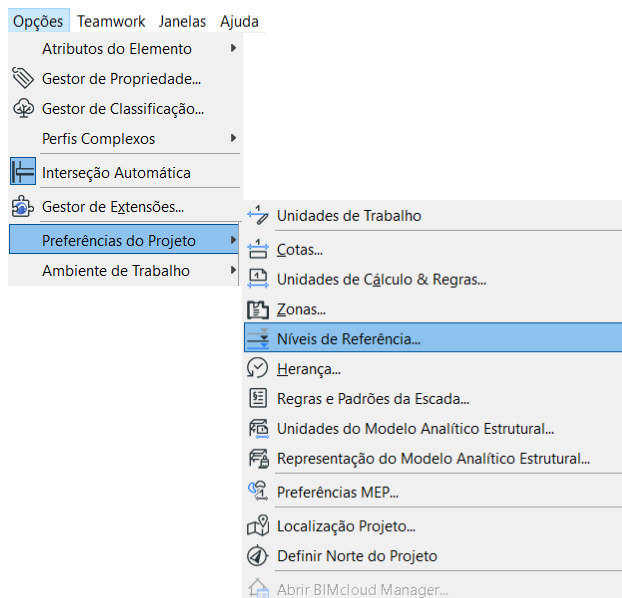 Opções Teamwork Janelas Ajuda
Atributos do Elemento
Gestor de Propriedade...
Gestor de Classificação...
Perfis Complexos
Interseção Automática
Gestor de Extensões...
Preferências do Projeto
Ambiente de Trabalho
Unidades de Trabalho
Cotas...
Unidades de Cálculo & Regras...
Zonas...
Níveis de Referência...
Herança...
Regras e Padrões da Escada...
Unidades do Modelo Analítico Estrutural...
Representação do Modelo Analítico Estrutural...
Preferências MEP...
Localização Projeto...
Definir Norte do Projeto
Abrir BIMcloud Manager...